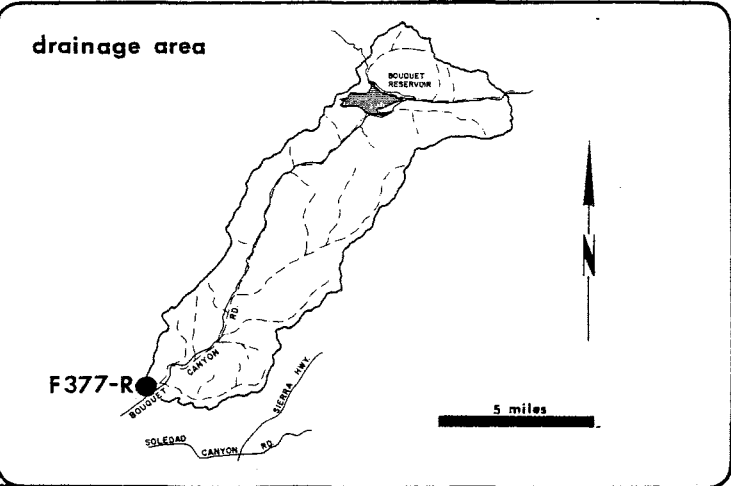 drainage area
BOUQUET
RESERVOIR
N
F377-R
BOUQUET CANYON RD
SIERRA HWY.
5 miles
SOLEDAD CANYON RD